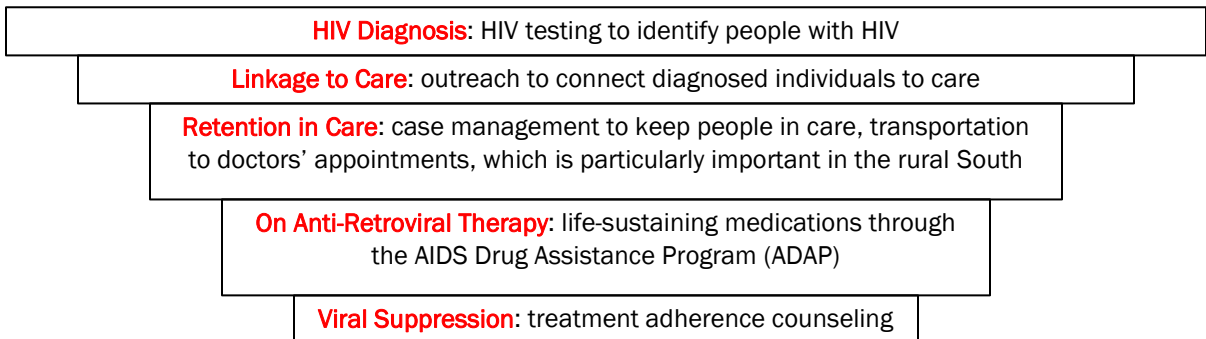 HIV Diagnosis: HIV testing to identify people with HIV
Linkage to Care: outreach to connect diagnosed individuals to care
Retention in Care: case management to keep people in care, transportation
to doctors’ appointments, which is particularly important in the rural South
On Anti-Retroviral Therapy: life-sustaining medications through
the AIDS Drug Assistance Program (ADAP)
Viral Suppression: treatment adherence counseling